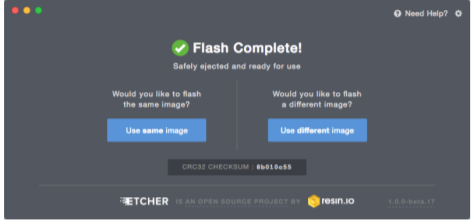 Need Help?
Flash Complete!
Safely ejected and ready for use
Would you like to flash
the same image?
Use same image
Would you like to flash
a different image?
Use different image
CRC32 CHECKSUM : 6b010c55
ETCHER IS AN OPEN SOURCE PROJECT BY resin.io
1.0.0-beta.17